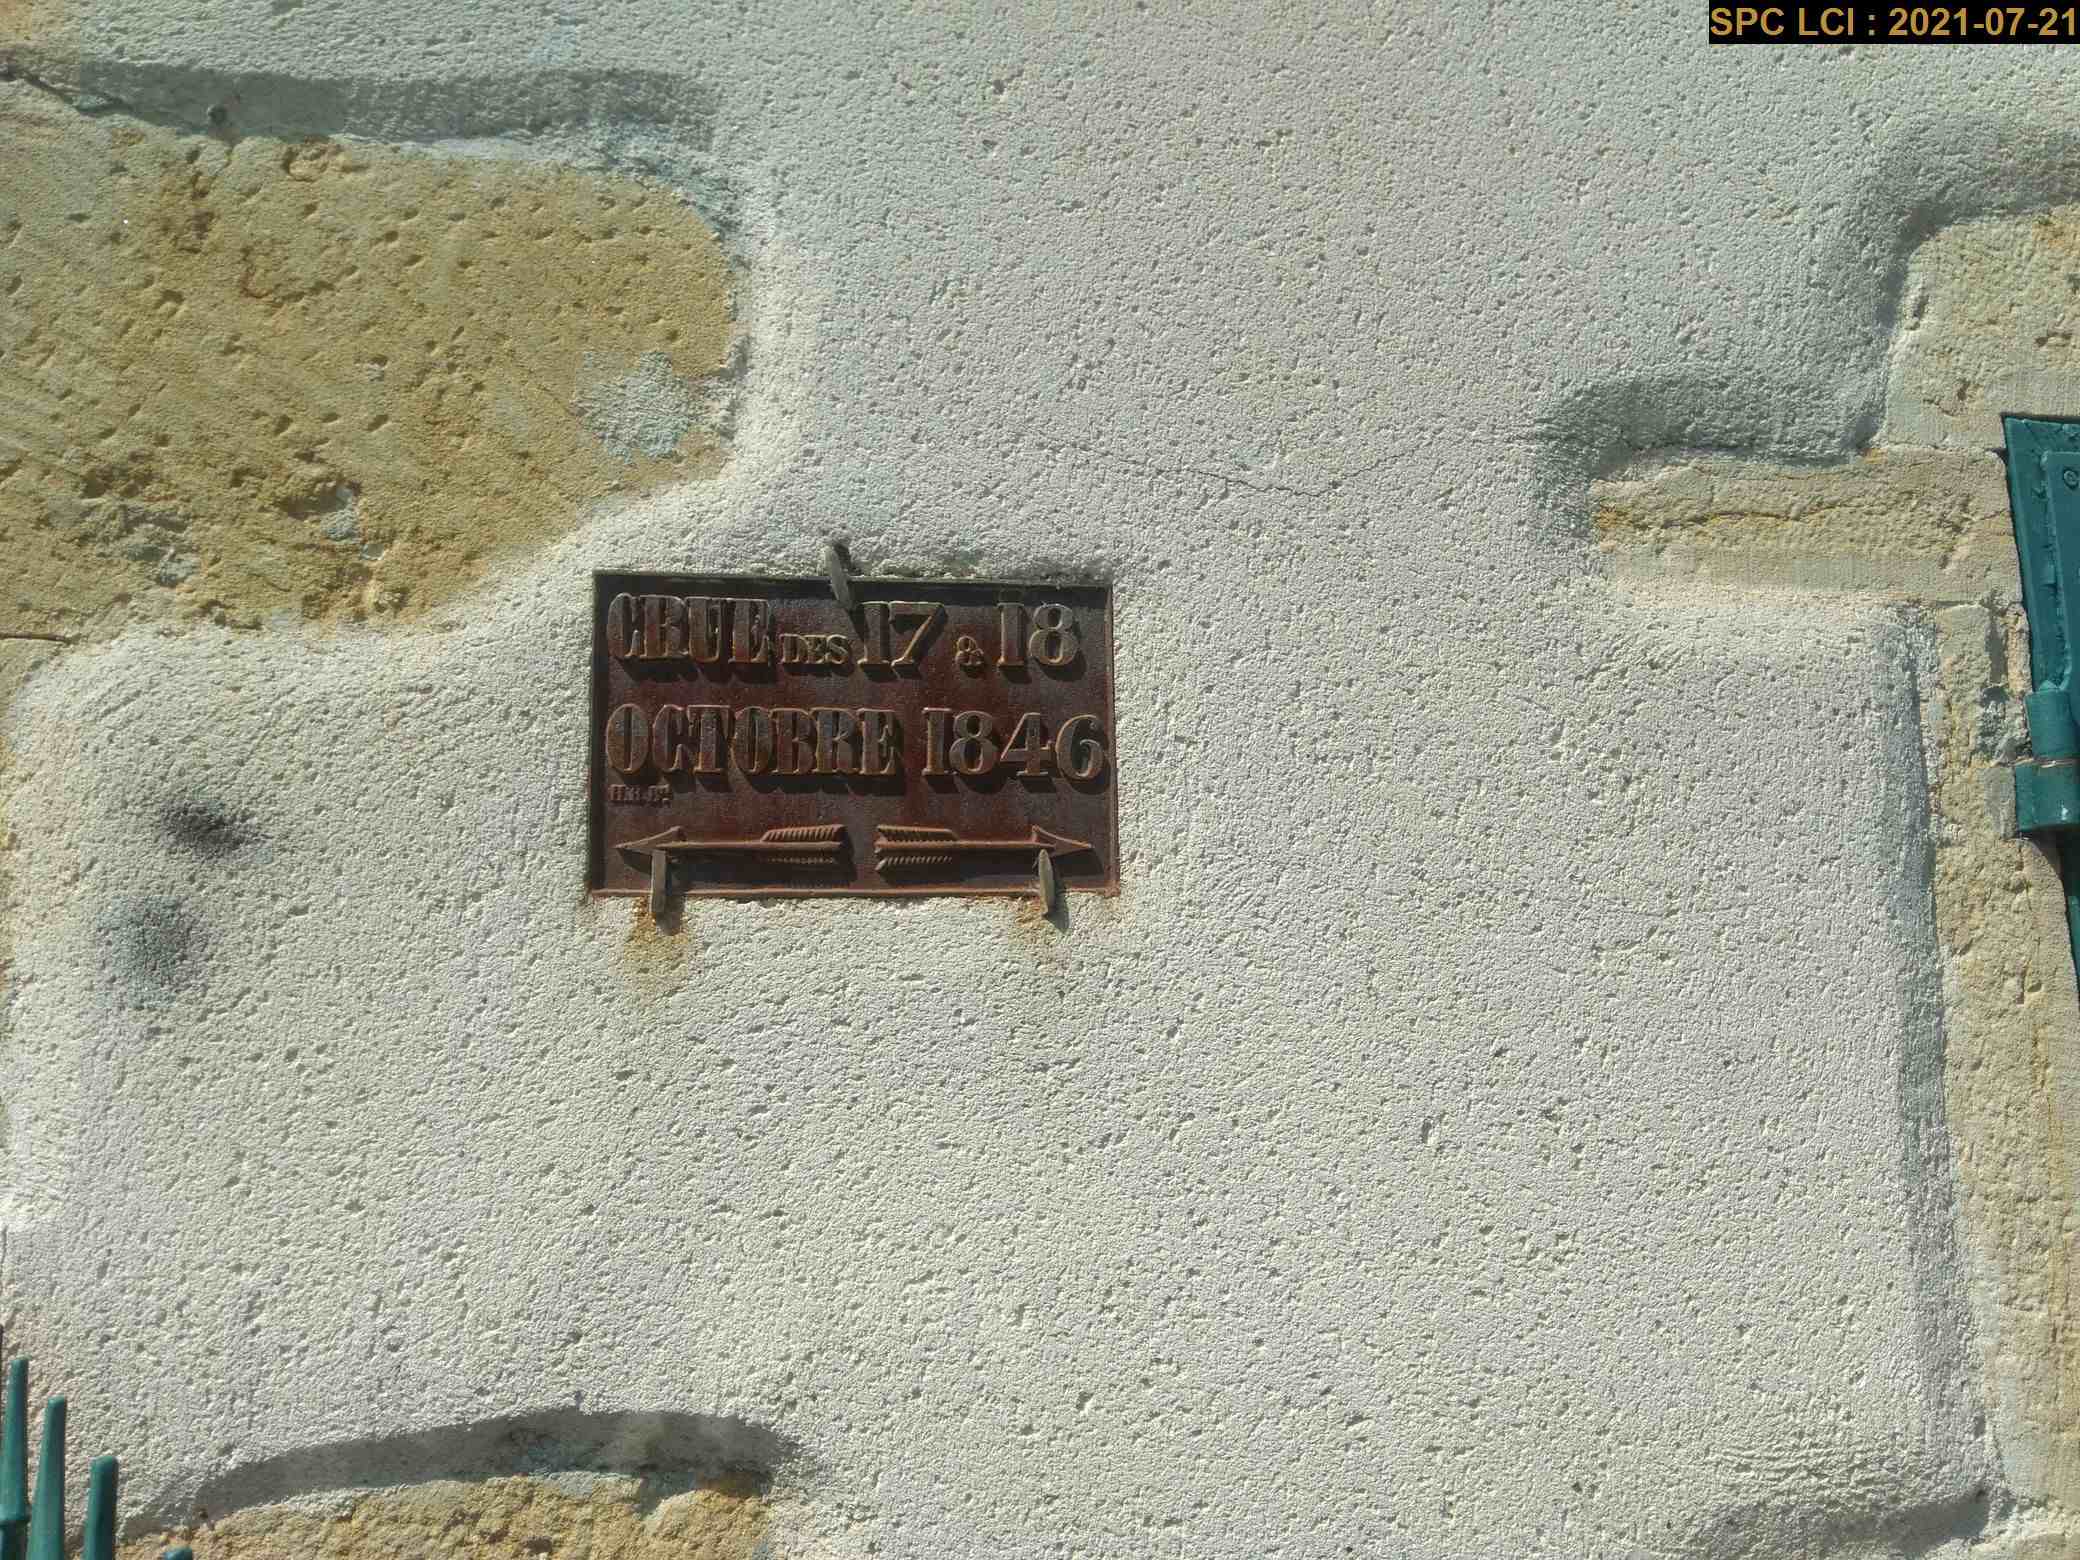 SPC LCI : 2021-07-21
CRUE DES 17 & 18
OCTOBRE 1846